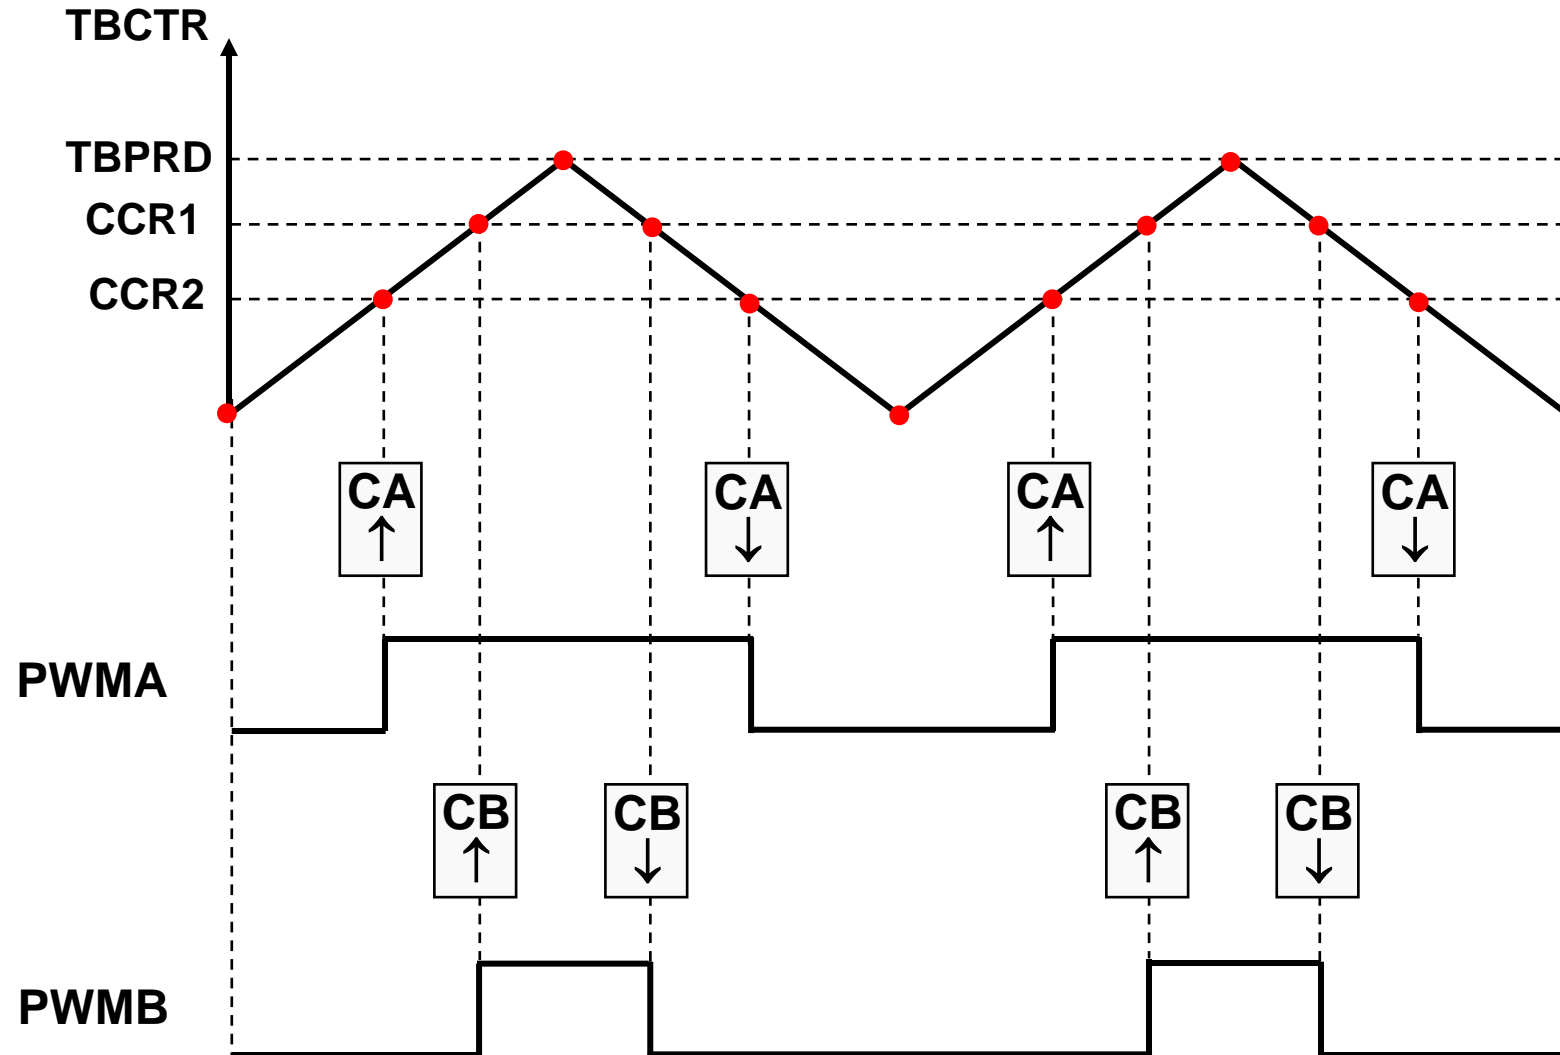 TBCTR
TBPRD
CCR1
CCR2
CA
↑
CA
↓
CA
↑
CA
↓
PWMA
CB
↑
CB
↓
CB
↑
CB
↓
PWMB